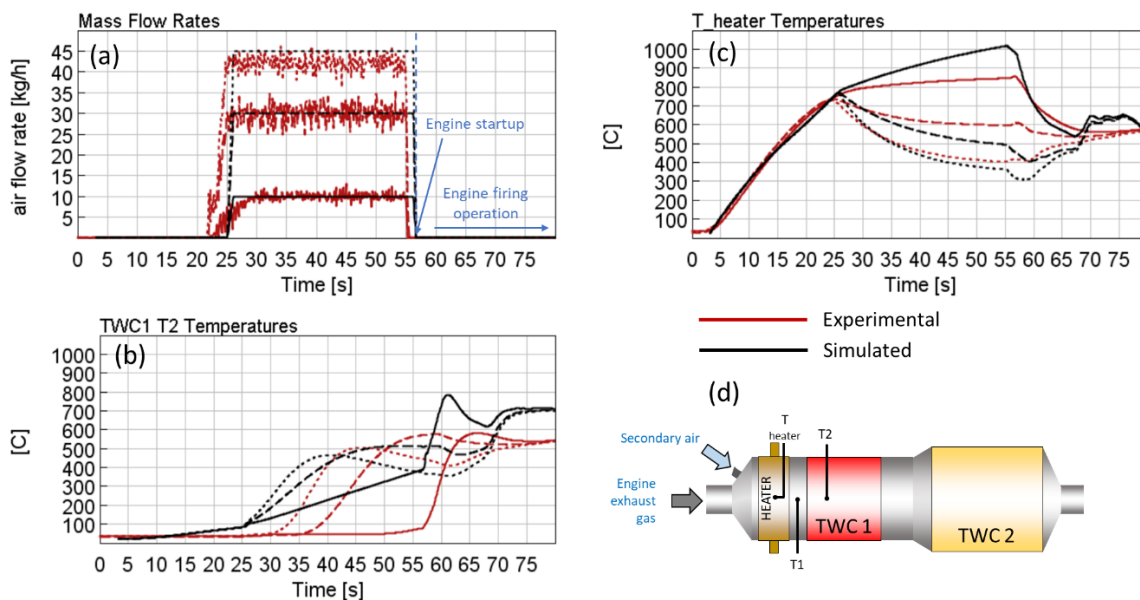 Mass Flow Rates
(a)
air flow rate [kg/h]
45
40
35
30
25
20
15
10
5
0 5 10 15 20 25 30 35 40 45 50 55 60 65 70 75
Time [s]
Engine startup
Engine firing
operation
T_heater Temperatures
(c)
[C]
1000
900
800
700
600
500
400
300
200
100
0 5 10 15 20 25 30 35 40 45 50 55 60 65 70 75
Time [s]
Experimental
Simulated
TWC1 T2 Temperatures
(b)
[C]
1000
900
800
700
600
500
400
300
200
100
0 5 10 15 20 25 30 35 40 45 50 55 60 65 70 75
Time [s]
(d)
Secondary air
Engine
exhaust
gas
T
heater
T2
HEATER
TWC 1
TWC 2
T1